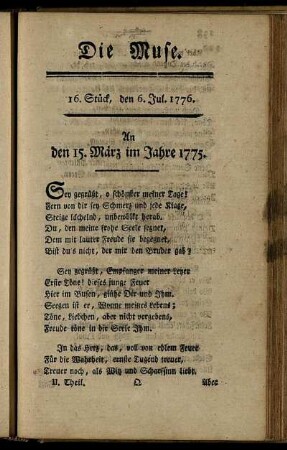 Die Muse.
16. Stück, den 6. Jul. 1776.
An
den 15. März im Jahre 1775.
Sey gegrüßt, o schönster meiner Tage!
Fern von dir sey Schmerz und jede Klage,
Steige lächelnd, unbewölkt herab.
Du, den meine frohe Seele segnet,
Dem mit lauter Freude sie begegnet,
Bist du's nicht, der mir den Bruder gab?
Sey gegrüßt, Empfanger meiner Leyer
Erste Töne! dieses junge Feuer
Hier im Busen, glühe Dir und Ihm.
Seegen ist er, Wonne meines Lebens;
Töne, Liedchen, aber nicht vergebens,
Freude töne in die Seele Ihm.
In das Herz, das, voll von edlem Feuer
Für die Wahrheit, ernste Tugend treuer,
Treuer noch, als Witz und Scharfsinn liebt.
II. Theil. Q Aber